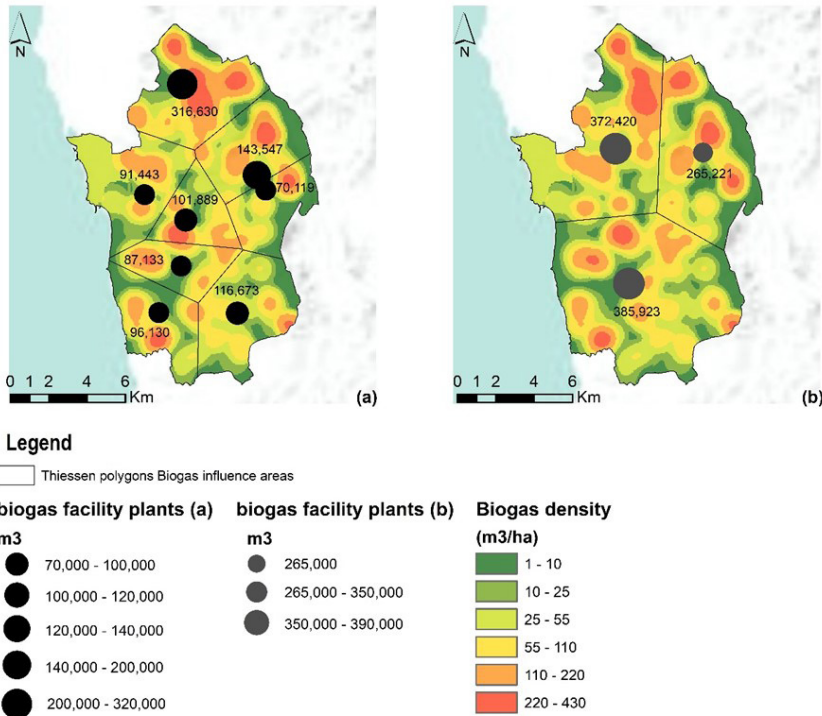 N
316,630
143,547
91,443
70,119
101,889
87,133
116,673
96,130
0 1 2 4 6
Km
(a)
N
372,420
265,221
385,923
0 1 2 4 6
Km
(b)
Legend
Thiessen polygons Biogas influence areas
biogas facility plants (a)
m3
70,000 - 100,000
100,000 - 120,000
120,000 - 140,000
140,000 - 200,000
200,000 - 320,000
biogas facility plants (b)
m3
265,000
265,000 - 350,000
350,000 - 390,000
Biogas density
(m3/ha)
1 - 10
10 - 25
25 - 55
55 - 110
110 - 220
220 - 430